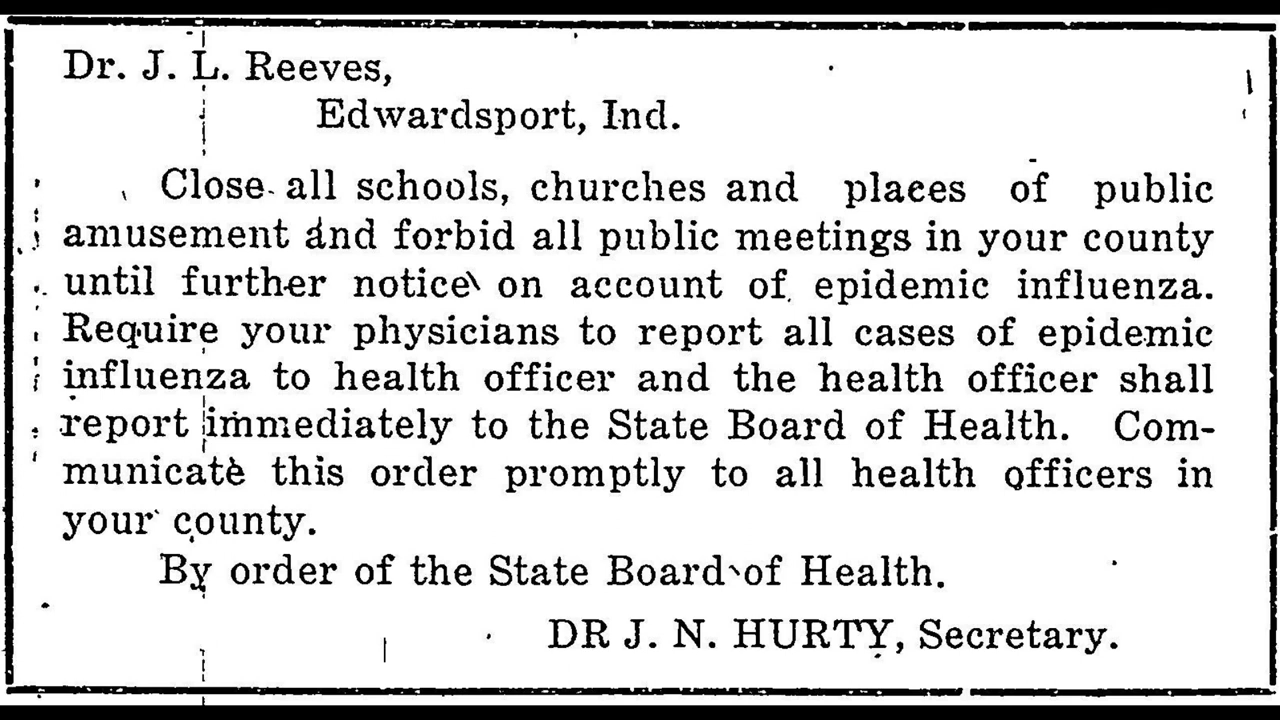 Dr. J. L. Reeves,
Edwardsport, Ind.
Close all schools, churches and places of public
amusement and forbid all public meetings in your county
until further notice on account of epidemic influenza.
Require your physicians to report all cases of epidemic
influenza to health officer and the health officer shall
report immediately to the State Board of Health. Com-
municate this order promptly to all health officers in
your county.
By order of the State Board of Health.
DR J. N. HURTY, Secretary.